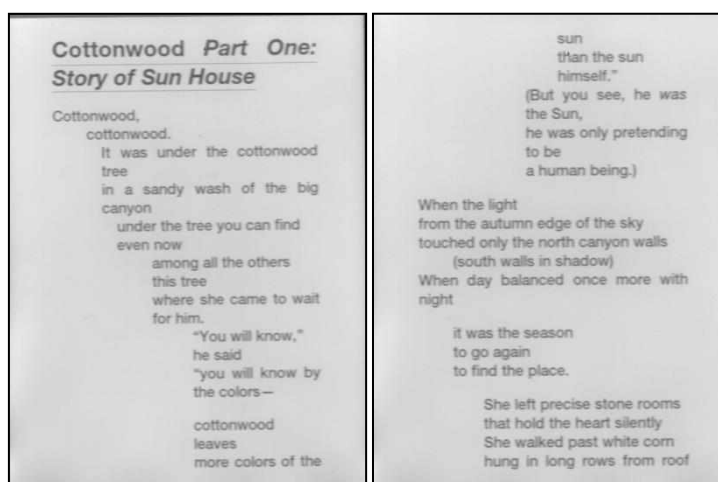 Cottonwood Part One:
Story of Sun House
Cottonwood,
cottonwood.
It was under the cottonwood
tree
in a sandy wash of the big
canyon
under the tree you can find
even now
among all the others
this tree
where she came to wait
for him.
"You will know,"
he said
"you will know by
the colors—
cottonwood
leaves
more colors of the
sun
than the sun
himself."
(But you see, he was
the Sun,
he was only pretending
to be
a human being.)
When the light
from the autumn edge of the sky
touched only the north canyon walls
(south walls in shadow)
When day balanced once more with
night
it was the season
to go again
to find the place.
She left precise stone rooms
that hold the heart silently
She walked past white corn
hung in long rows from roof